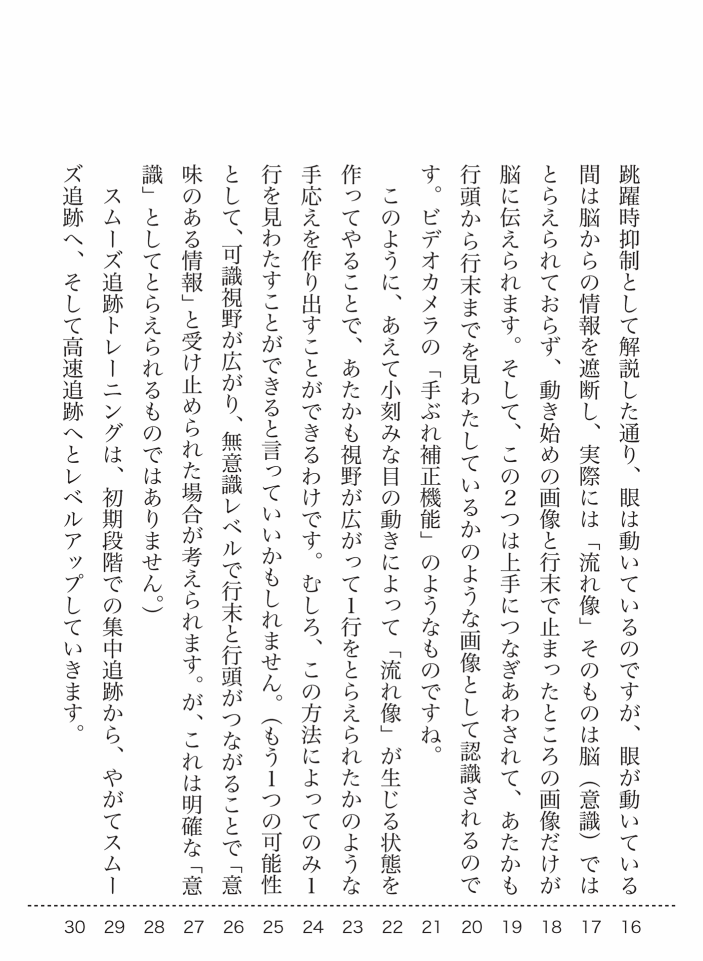 跳躍時抑制として解説した通り、眼は動いているのですが、眼が動いている
間は脳からの情報を遮断し、実際には「流れ像」そのものは脳（意識）では
とらえられておらず、動き始めの画像と行末で止まったところの画像だけが
脳に伝えられます。そして、この２つは上手につなぎあわされて、あたかも
行頭から行末までを見わたしているかのような画像として認識されるので
す。ビデオカメラの「手ぶれ補正機能」のようなものですね。
　このように、あえて小刻みな目の動きによって「流れ像」が生じる状態を
作ってやることで、あたかも視野が広がって１行をとらえられたかのような
手応えを作り出すことができるわけです。むしろ、この方法によってのみ１
行を見わたすことができると言っていいかもしれません。（もう１つの可能性
として、可識視野が広がり、無意識レベルで行末と行頭がつながることで「意
味のある情報」と受け止められた場合が考えられます。が、これは明確な「意
識」としてとらえられるものではありません。）
　スムーズ追跡トレーニングは、初期段階での集中追跡から、やがてスムー
ズ追跡へ、そして高速追跡へとレベルアップしていきます。
30 29 28 27 26 25 24 23 22 21 20 19 18 17 16